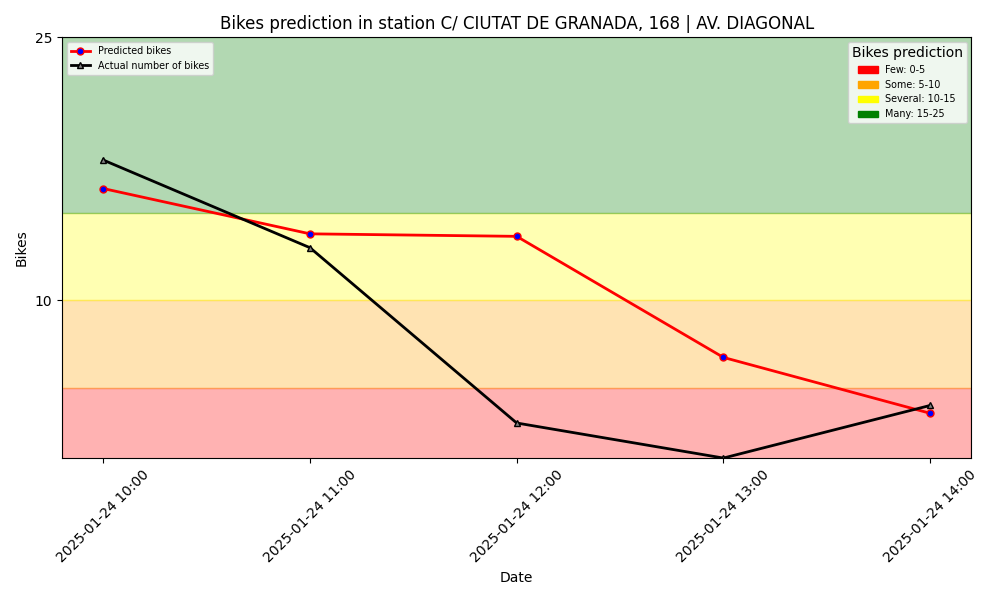 Bikes prediction in station C/ CIUTAT DE GRANADA, 168 | AV. DIAGONAL
25
Predicted bikes
Actual number of bikes
Bikes prediction
Few: 0-5
Some: 5-10
Several: 10-15
Many: 15-25
Bikes
10
2025-01-24 10:00
2025-01-24 11:00
2025-01-24 12:00
2025-01-24 13:00
2025-01-24 14:00
Date